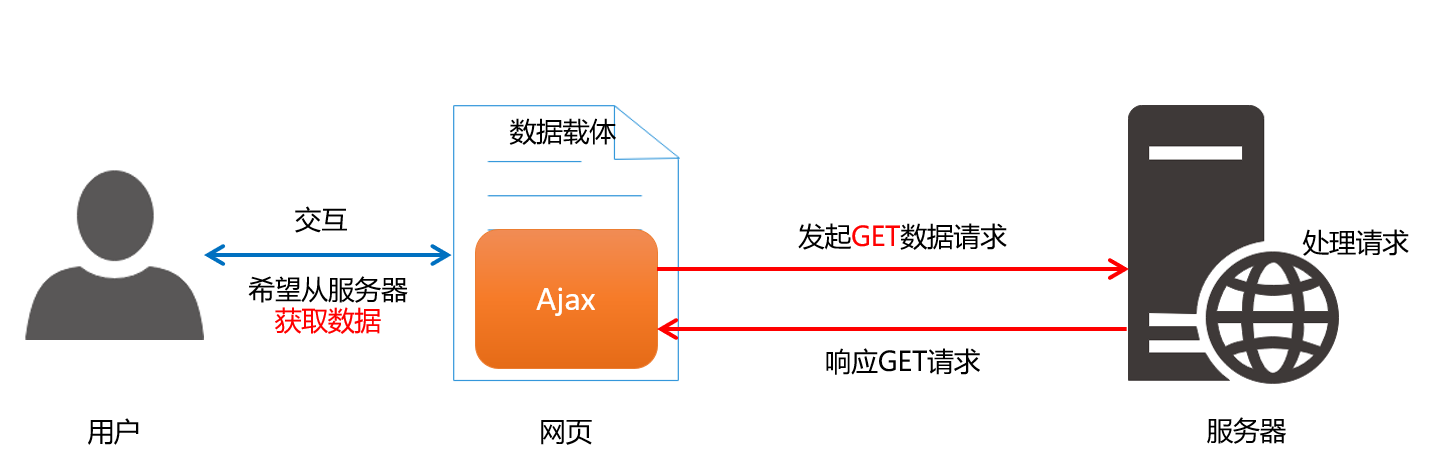 数据载体
交互
希望从服务器
获取数据
Ajax
发起GET数据请求
响应GET请求
处理请求
用户
网页
服务器